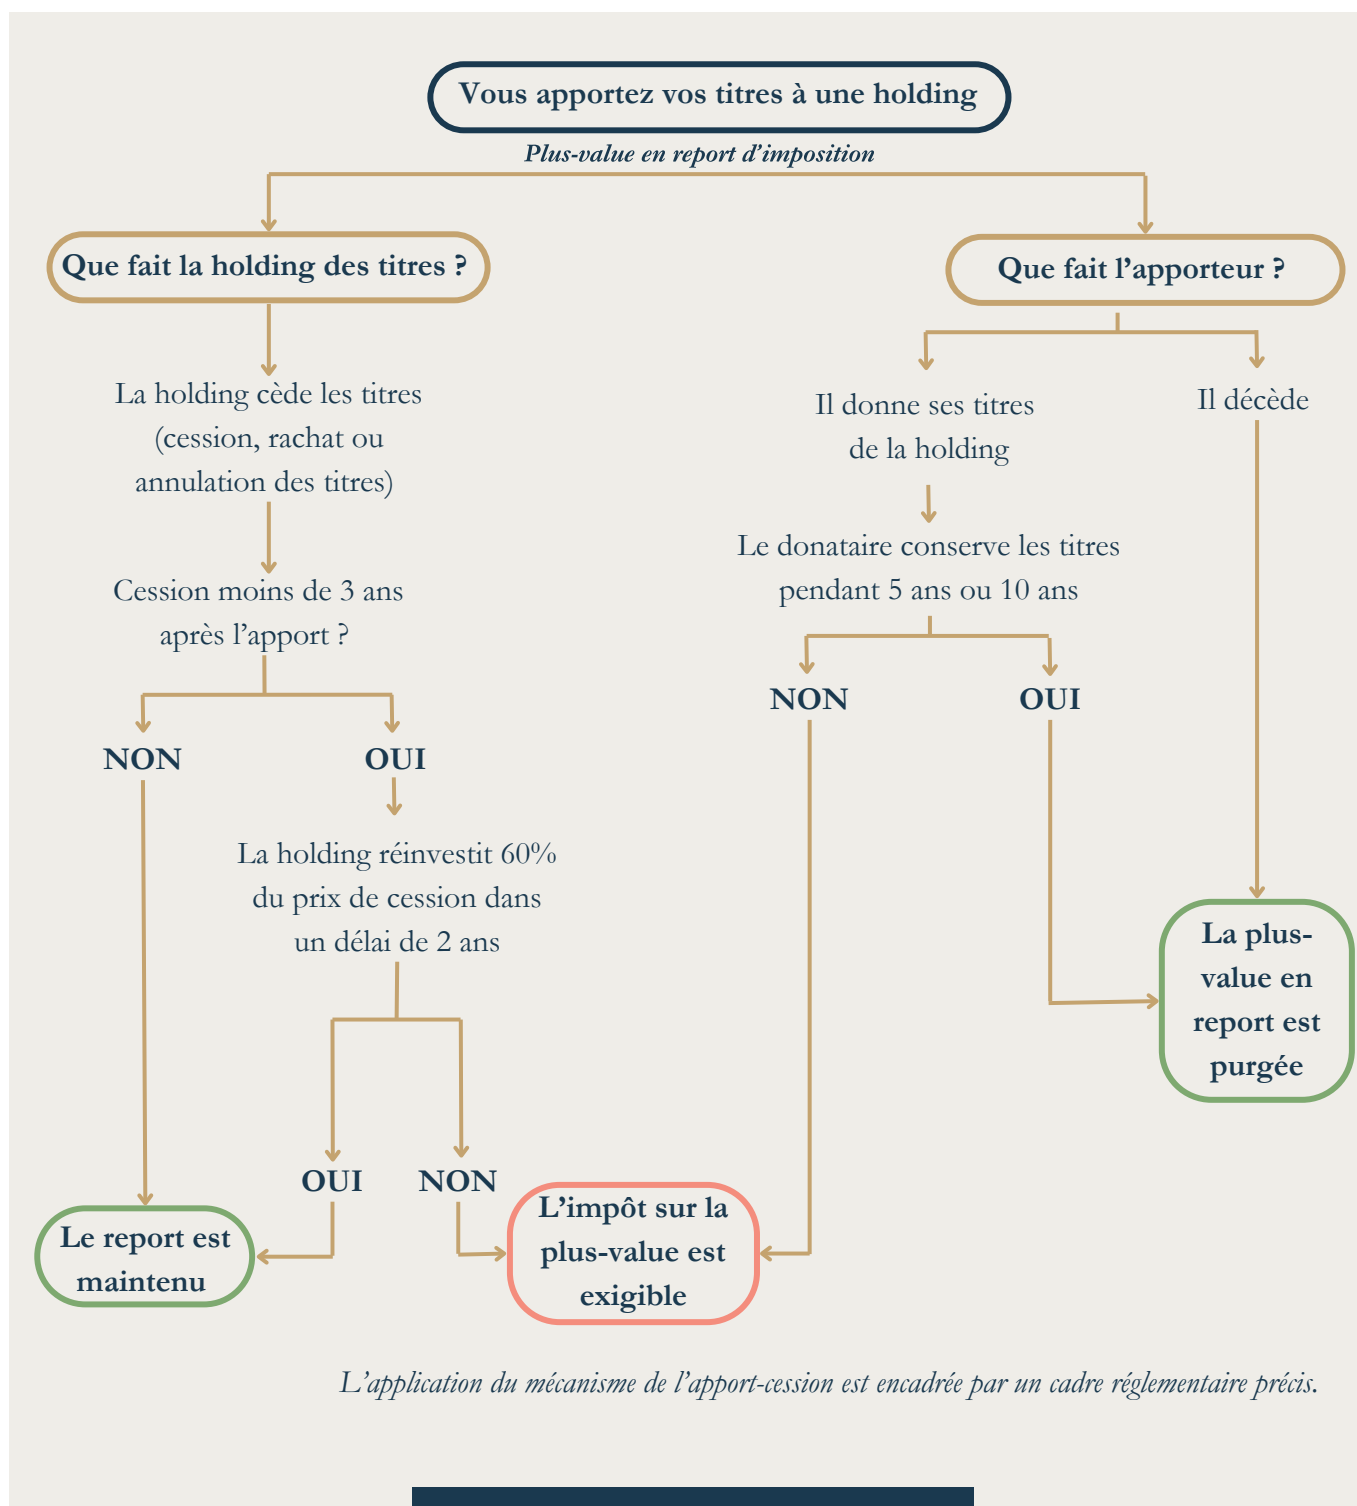 Vous apportez vos titres à une holding
Plus-value en report d’imposition
Que fait la holding des titres ?
Que fait l’apporteur ?
La holding cède les titres
(cession, rachat ou
annulation des titres)
Il donne ses titres
de la holding
Il décède
Cession moins de 3 ans
après l’apport ?
Le donataire conserve les titres
pendant 5 ans ou 10 ans
NON
OUI
NON
OUI
La holding réinvestit 60%
du prix de cession dans
un délai de 2 ans
La plus-
value en
report est
purgée
OUI
NON
Le report est
maintenu
L’impôt sur la
plus-value est
exigible
L’application du mécanisme de l’apport-cession est encadrée par un cadre réglementaire précis.